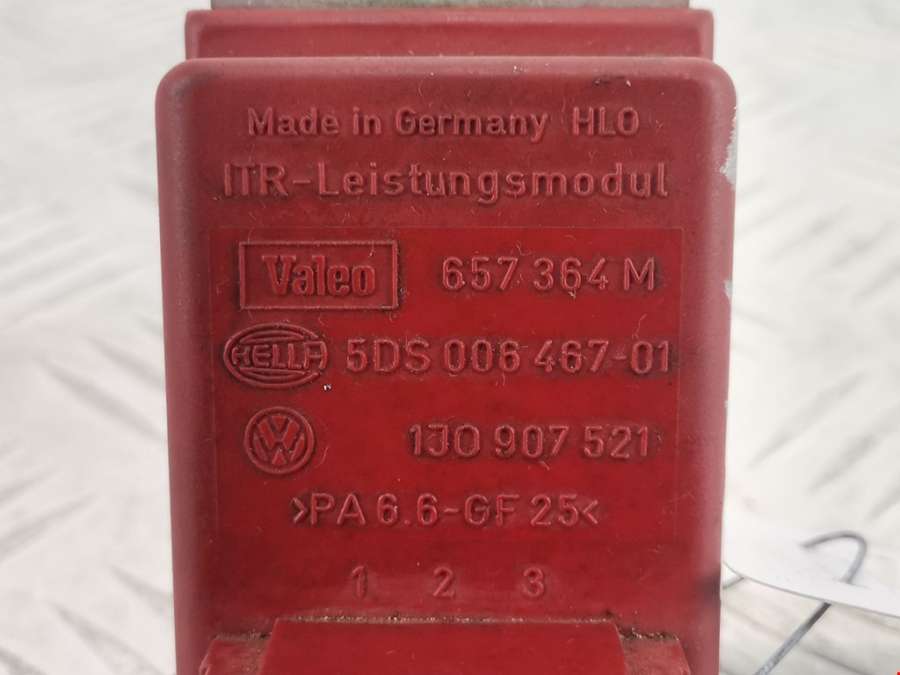 Made in Germany HLO
ITR-Leistungsmodul
Valeo 657 364 M
HELLA 5DS 006 467-01
VW 1J0 907 521
>PA 6.6-GF 25<
1 2 3